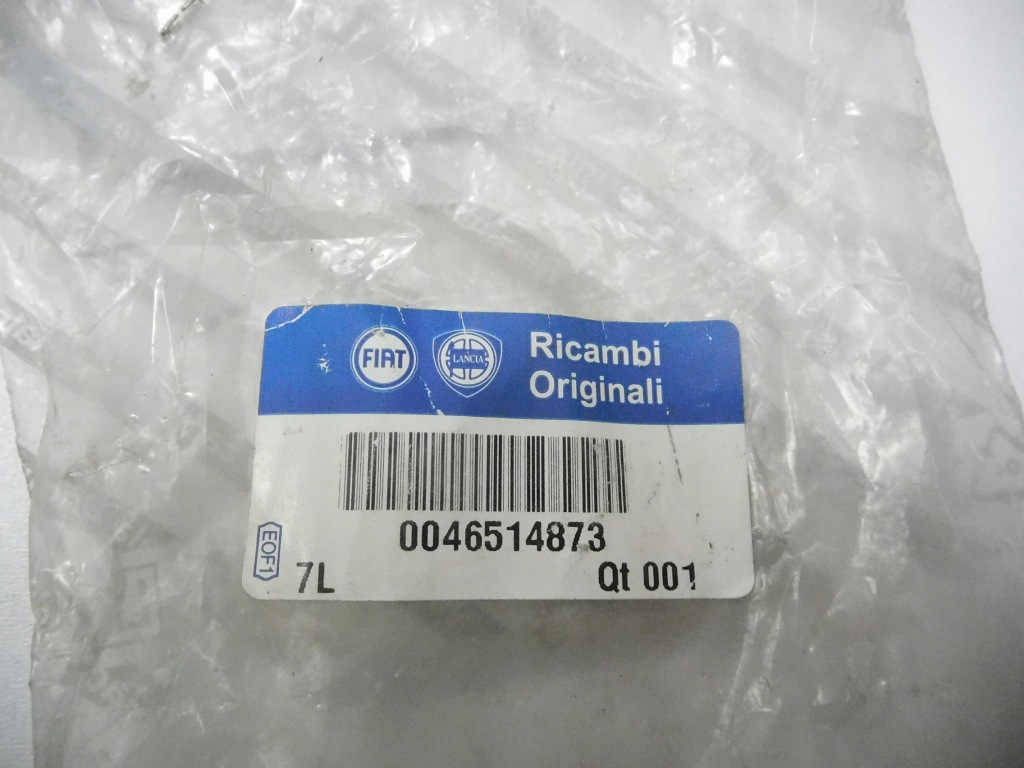 FIAT
LANCIA
Ricambi
Originali
0046514873
EOF1
7L
Qt 001